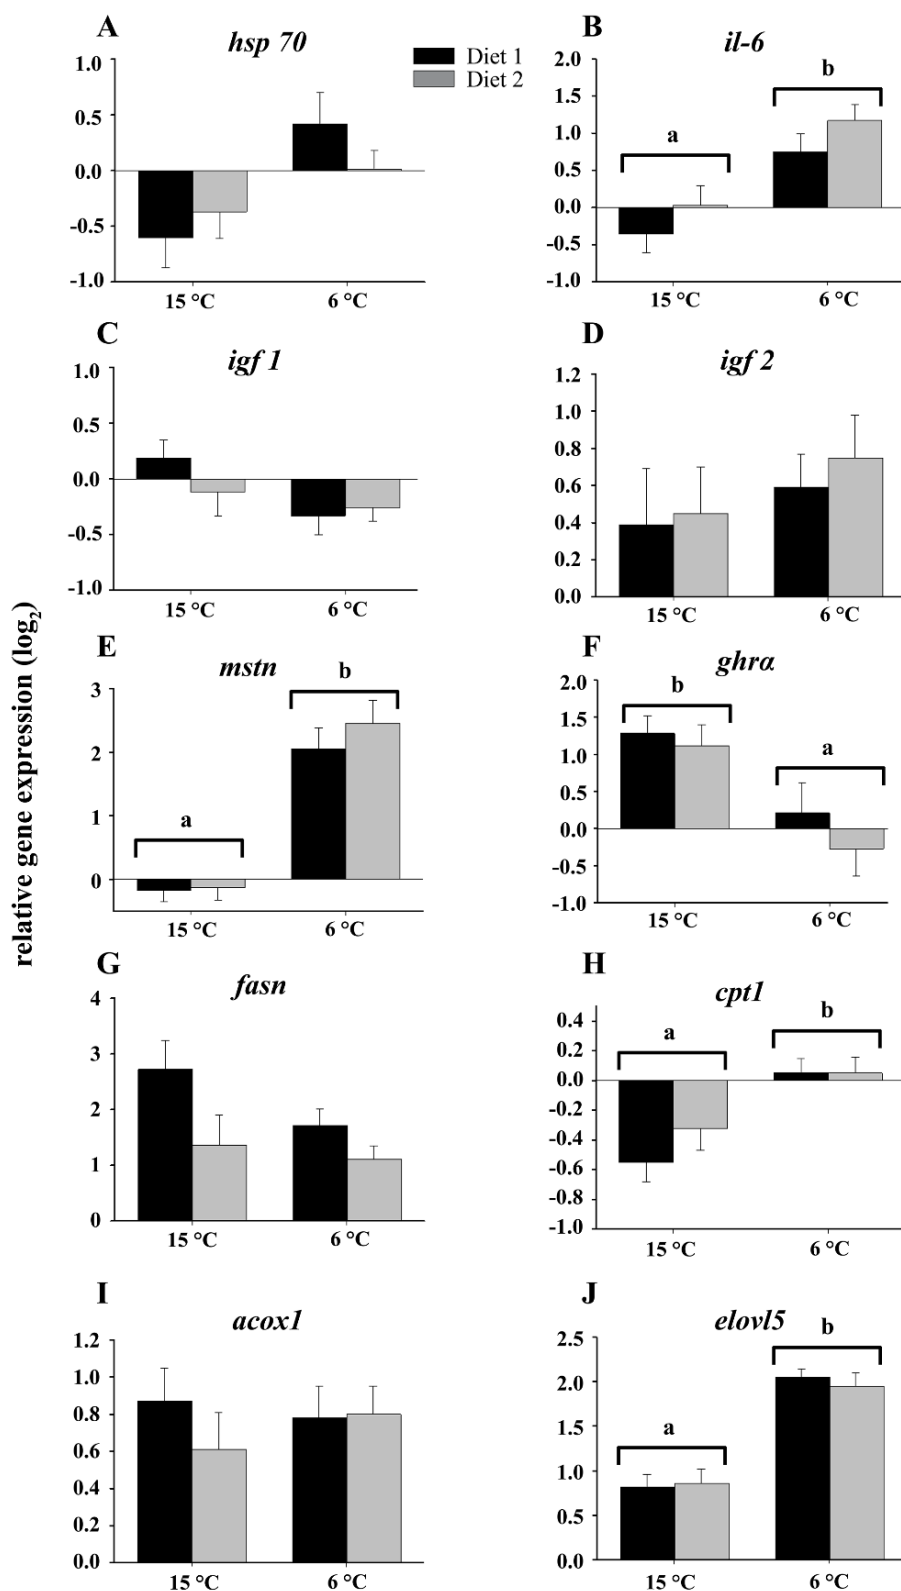 A
hsp 70
1.0
0.5
0.0
-0.5
-1.0
15 °C
6 °C
Diet 1
Diet 2
B
il-6
2.0
1.5
1.0
0.5
0.0
-0.5
-1.0
a
b
15 °C
6 °C
C
igf 1
1.0
0.5
0.0
-0.5
-1.0
15 °C
6 °C
D
igf 2
1.2
1.0
0.8
0.6
0.4
0.2
0.0
15 °C
6 °C
relative gene expression (log2)
E
mstn
3
2
1
0
a
b
15 °C
6 °C
F
ghrα
2.0
1.5
1.0
0.5
0.0
-0.5
-1.0
b
a
15 °C
6 °C
G
fasn
4
3
2
1
0
15 °C
6 °C
H
cpt1
0.4
0.2
0.0
-0.2
-0.4
-0.6
-0.8
-1.0
a
b
15 °C
6 °C
I
acox1
1.2
1.0
0.8
0.6
0.4
0.2
0.0
15 °C
6 °C
J
elovl5
2.5
2.0
1.5
1.0
0.5
0.0
a
b
15 °C
6 °C